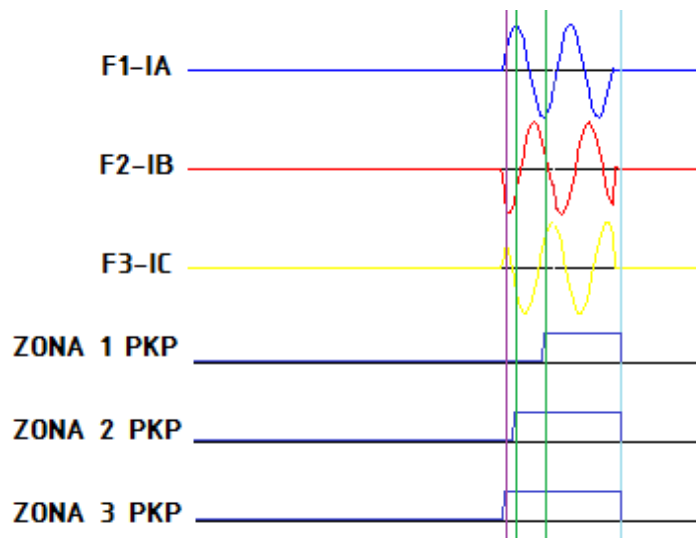 F1-IA
F2-IB
F3-IC
ZONA 1 PKP
ZONA 2 PKP
ZONA 3 PKP